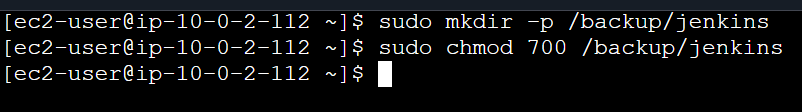 [ec2-user@ip-10-0-2-112 ~]$ sudo mkdir -p /backup/jenkins
[ec2-user@ip-10-0-2-112 ~]$ sudo chmod 700 /backup/jenkins
[ec2-user@ip-10-0-2-112 ~]$